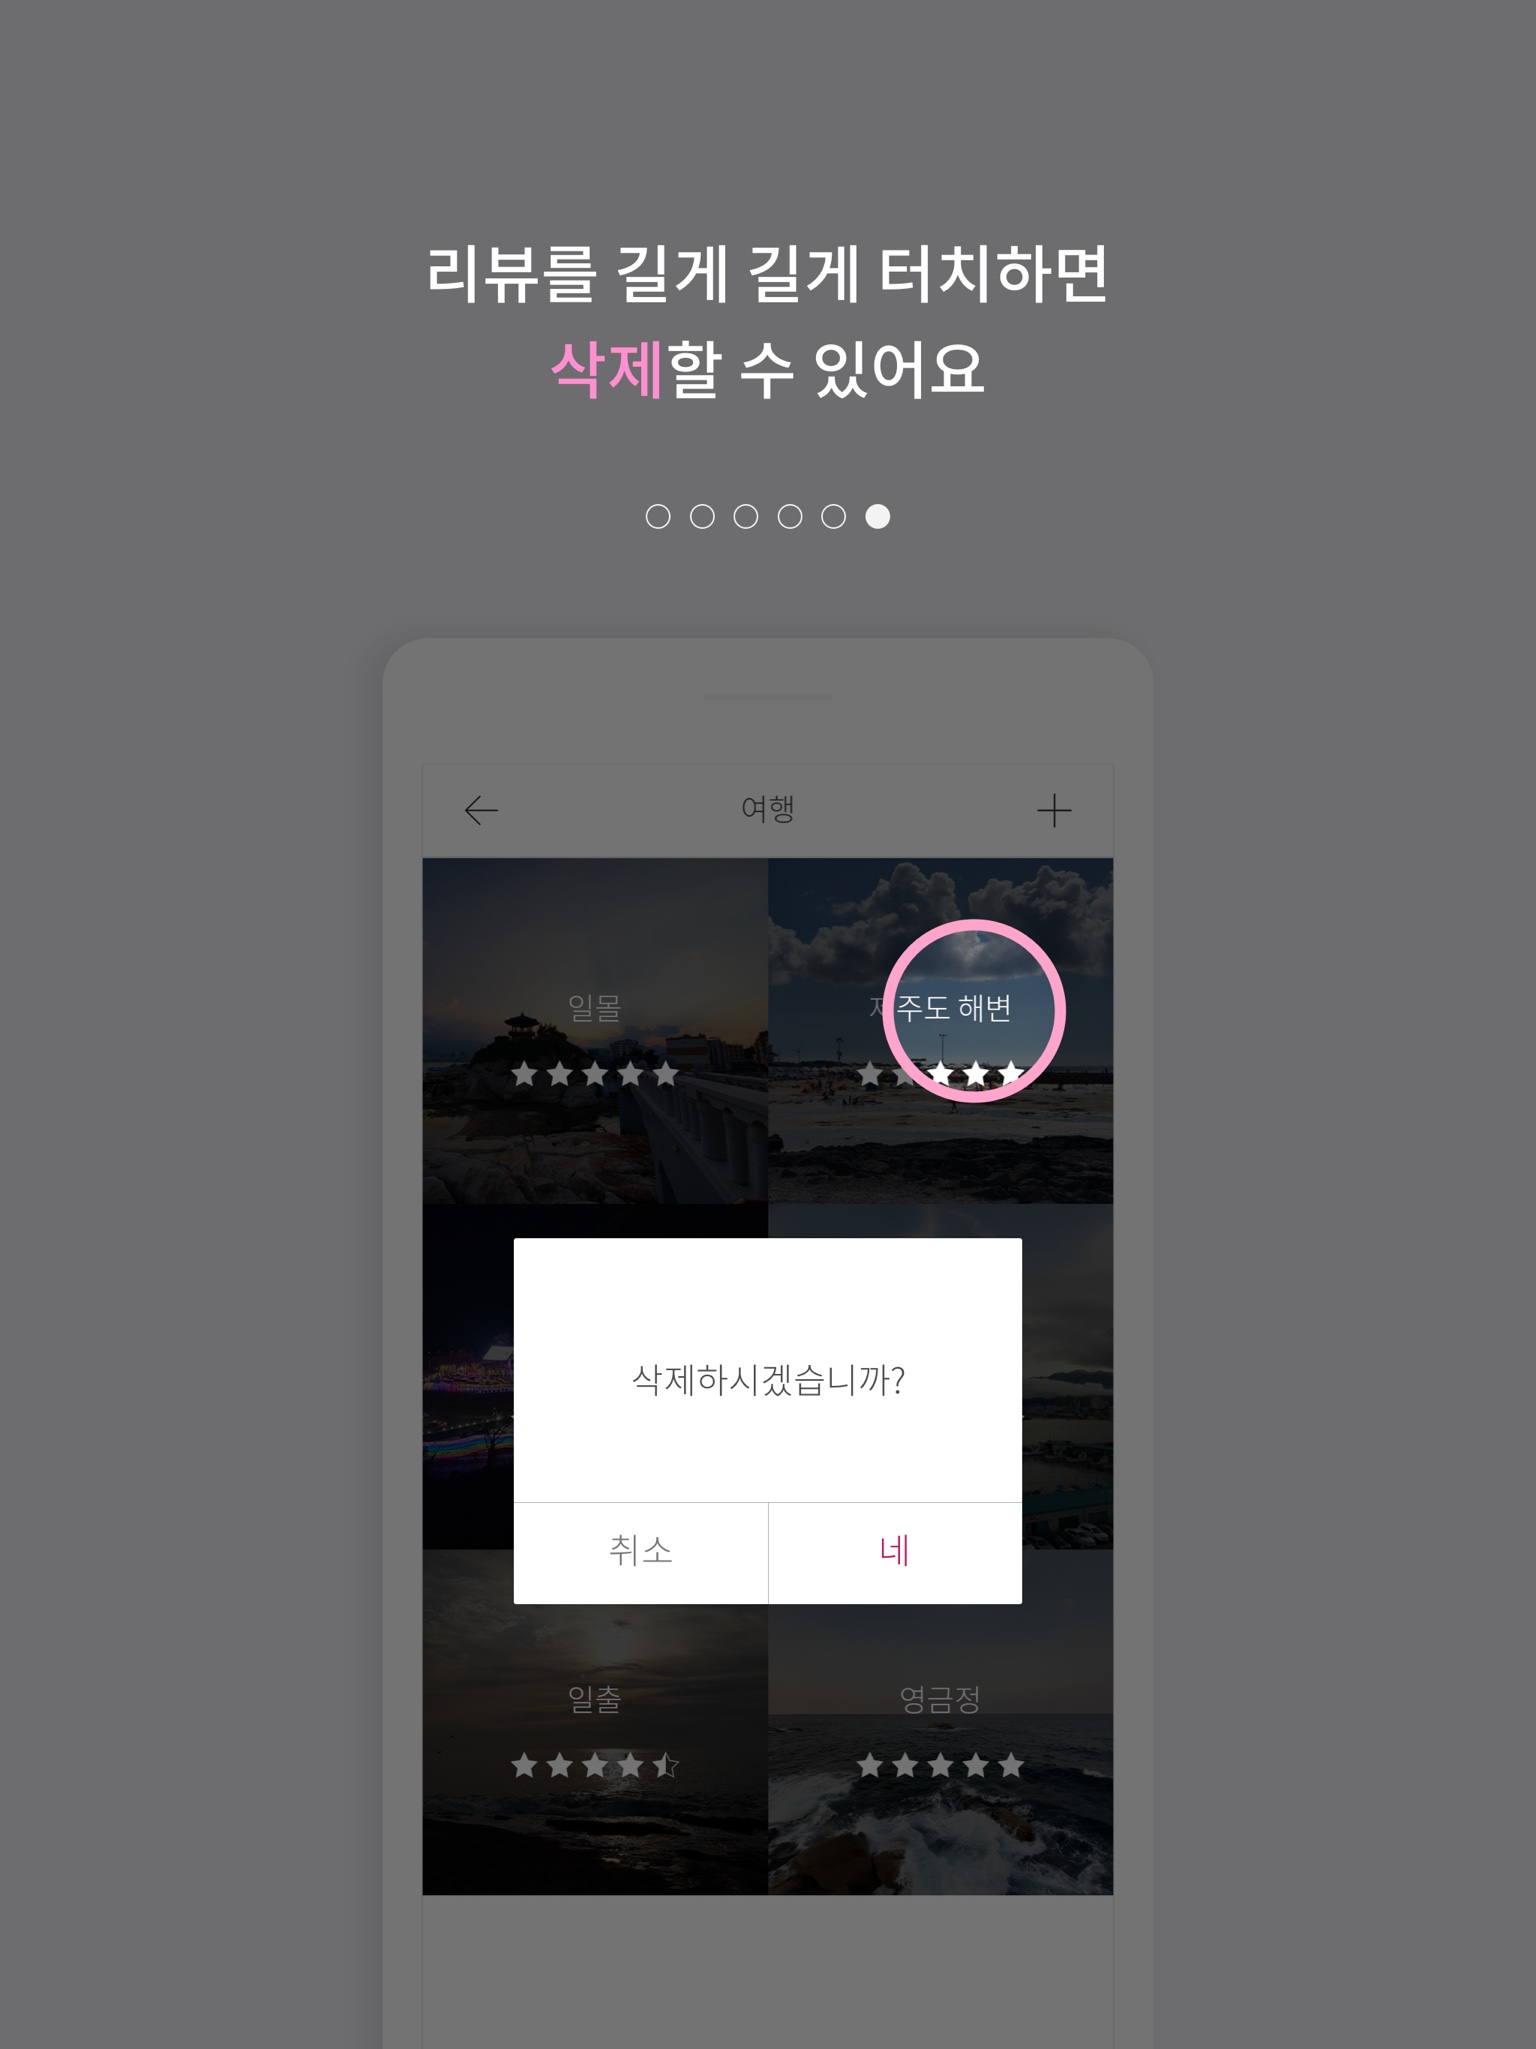 리뷰를 길게 길게 터치하면
삭제할 수 있어요
여행
일몰
제주도 해변
삭제하시겠습니까?
취소
네
일출
영금정